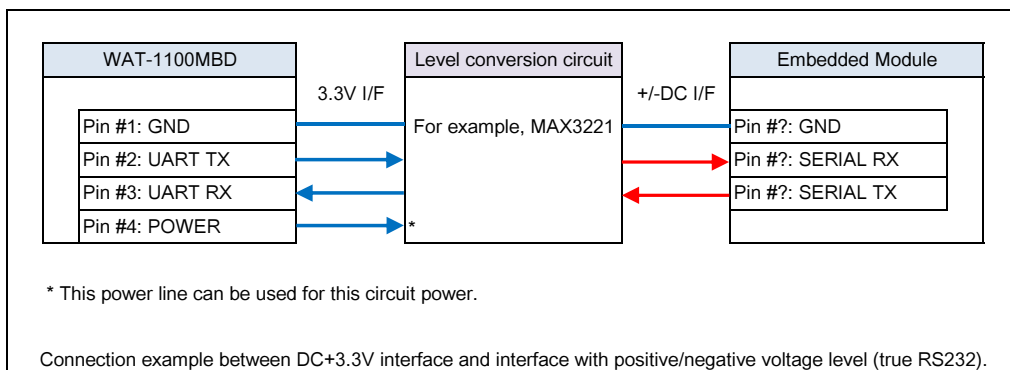 WAT-1100MBD
Level conversion circuit
Embedded Module
3.3V I/F
+/-DC I/F
Pin #1: GND
For example, MAX3221
Pin #?: GND
Pin #2: UART TX
Pin #?: SERIAL RX
Pin #3: UART RX
Pin #?: SERIAL TX
Pin #4: POWER
*
* This power line can be used for this circuit power.
Connection example between DC+3.3V interface and interface with positive/negative voltage level (true RS232).